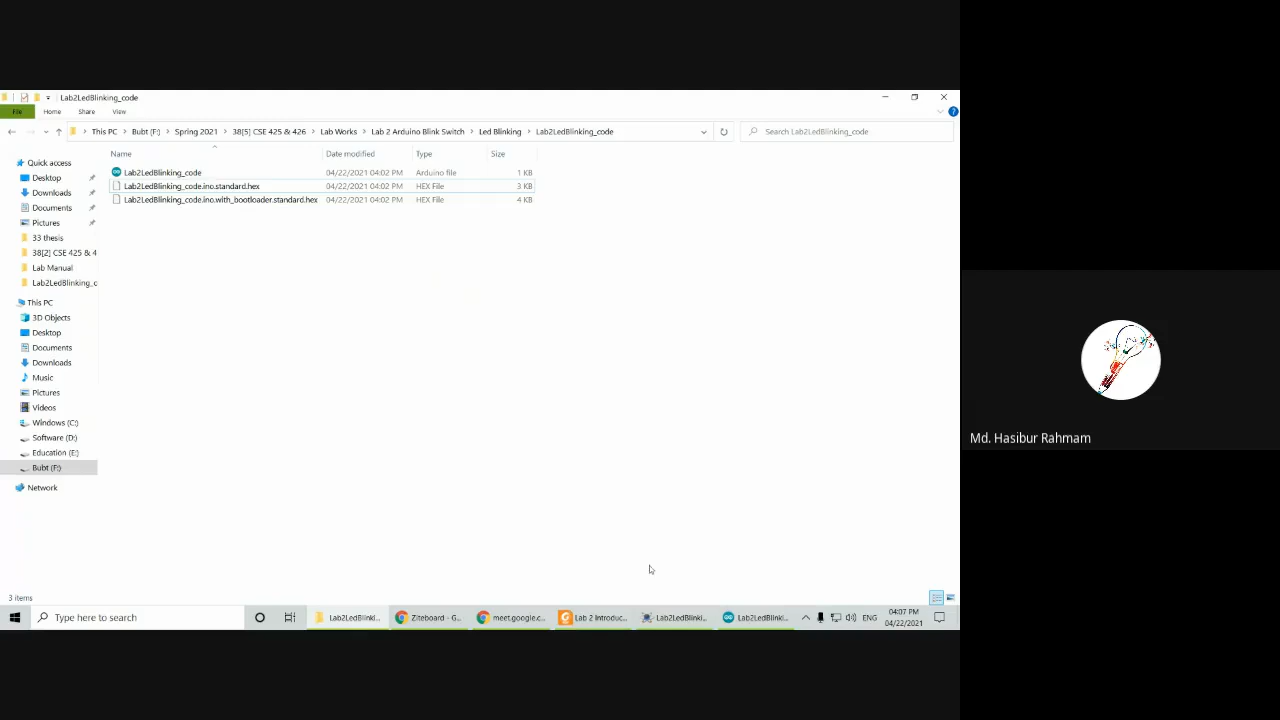 Lab2LedBlinking_code
File Home Share View
This PC Bubt (F:) Spring 2021 38[5] CSE 425 & 426 Lab Works Lab 2 Arduino Blink Switch Led Blinking Lab2LedBlinking_code Search Lab2LedBlinking_code
Name Date modified Type Size
Quick access
Desktop
Downloads
Documents
Pictures
33 thesis
38[2] CSE 425 & 4
Lab Manual
Lab2LedBlinking_c
This PC
3D Objects
Desktop
Documents
Downloads
Music
Pictures
Videos
Windows (C:)
Software (D:)
Education (E:)
Bubt (F:)
Network
Lab2LedBlinking_code 04/22/2021 04:02 PM Arduino file 1 KB
Lab2LedBlinking_code.ino.standard.hex 04/22/2021 04:02 PM HEX File 3 KB
Lab2LedBlinking_code.ino.with_bootloader.standard.hex 04/22/2021 04:02 PM HEX File 4 KB
Md. Hasibur Rahmam
3 items
Type here to search Lab2LedBlinki... Ziteboard - G... meet.google.c... Lab 2 Introduc... Lab2LedBlinki... Lab2LedBlinki... ENG 04:07 PM
04/22/2021